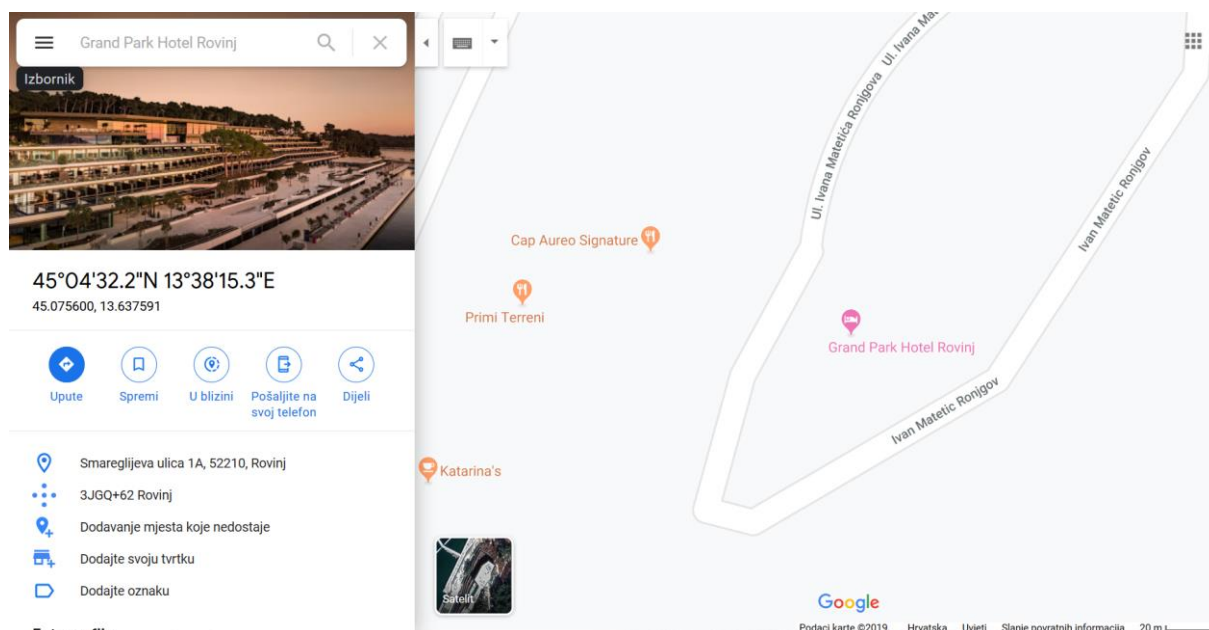 Grand Park Hotel Rovinj
Izbornik
45°04'32.2"N 13°38'15.3"E
45.075600, 13.637591
Upute
Spremi
U blizini
Pošaljite na
svoj telefon
Dijeli
Smareglijeva ulica 1A, 52210, Rovinj
3JGQ+62 Rovinj
Dodavanje mjesta koje nedostaje
Dodajte svoju tvrtku
Dodajte oznaku
Ul. Ivana Matetića Ronjgova
Ul. Ivana
Ivan Matetic Ronjgov
Cap Aureo Signature
Primi Terreni
Grand Park Hotel Rovinj
Ivan Matetic Ronjgov
Katarina's
Satelit
Google
Podaci karte ©2019 Hrvatska Uvjeti Slanje povratnih informacija 20 m